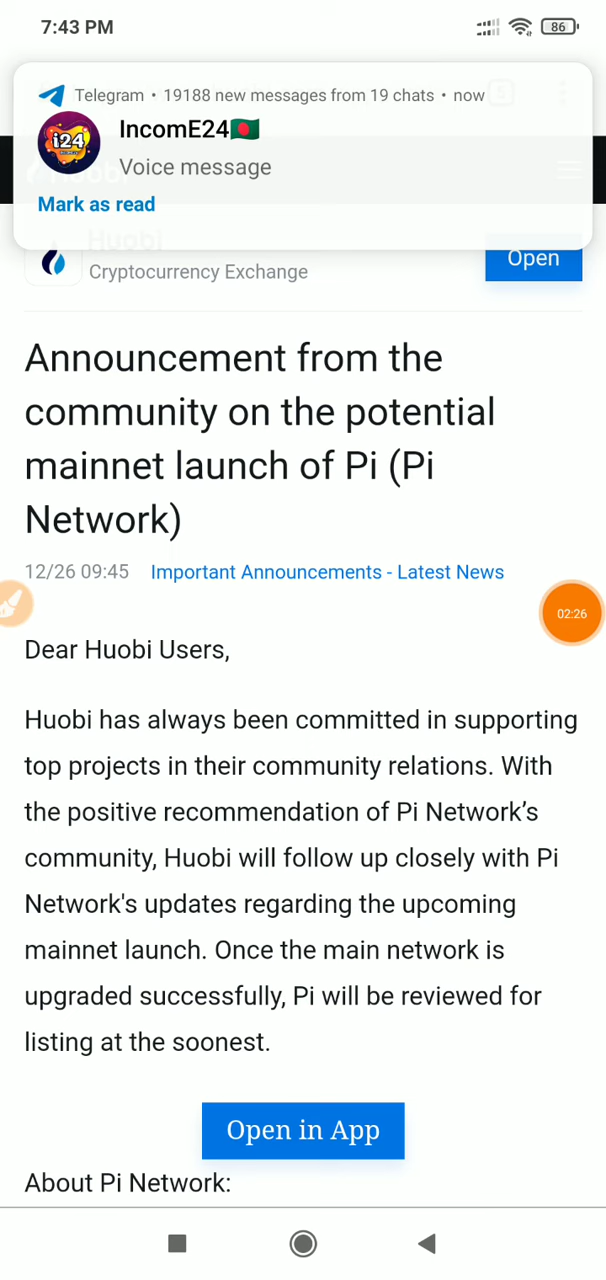 7:43 PM
86
Telegram • 19188 new messages from 19 chats • now
i24
IncomE24🇧🇩
Voice message
Mark as read
Huobi
Cryptocurrency Exchange
Open
Announcement from the
community on the potential
mainnet launch of Pi (Pi
Network)
12/26 09:45 Important Announcements - Latest News
02:26
Dear Huobi Users,
Huobi has always been committed in supporting
top projects in their community relations. With
the positive recommendation of Pi Network’s
community, Huobi will follow up closely with Pi
Network's updates regarding the upcoming
mainnet launch. Once the main network is
upgraded successfully, Pi will be reviewed for
listing at the soonest.
Open in App
About Pi Network: